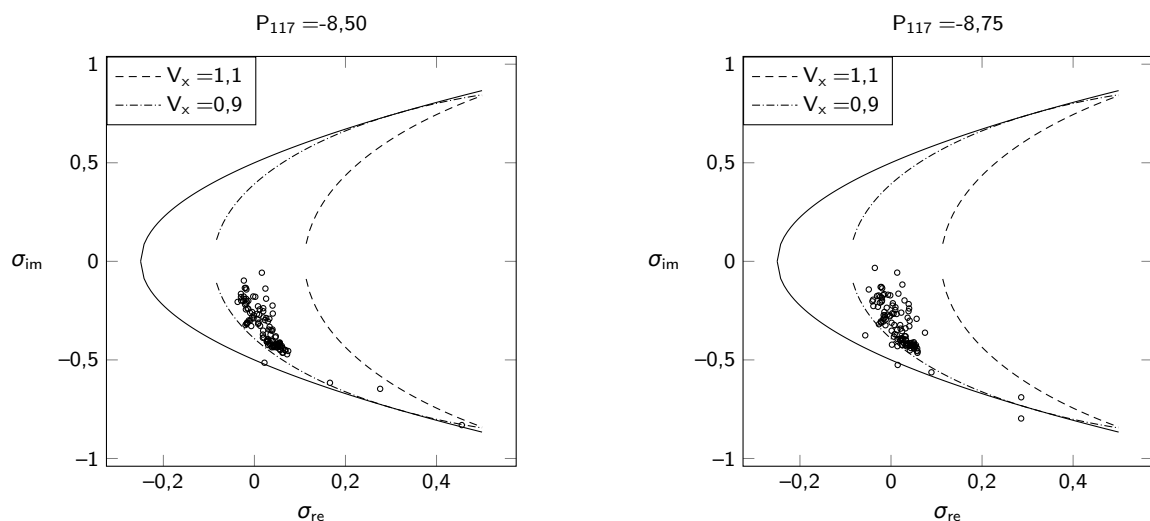 P117 =-8,50
Vx =1,1
Vx =0,9
1
0,5
0
−0,5
−1
σim
−0,2
0
0,2
0,4
σre
P117 =-8,75
Vx =1,1
Vx =0,9
1
0,5
0
−0,5
−1
σim
−0,2
0
0,2
0,4
σre